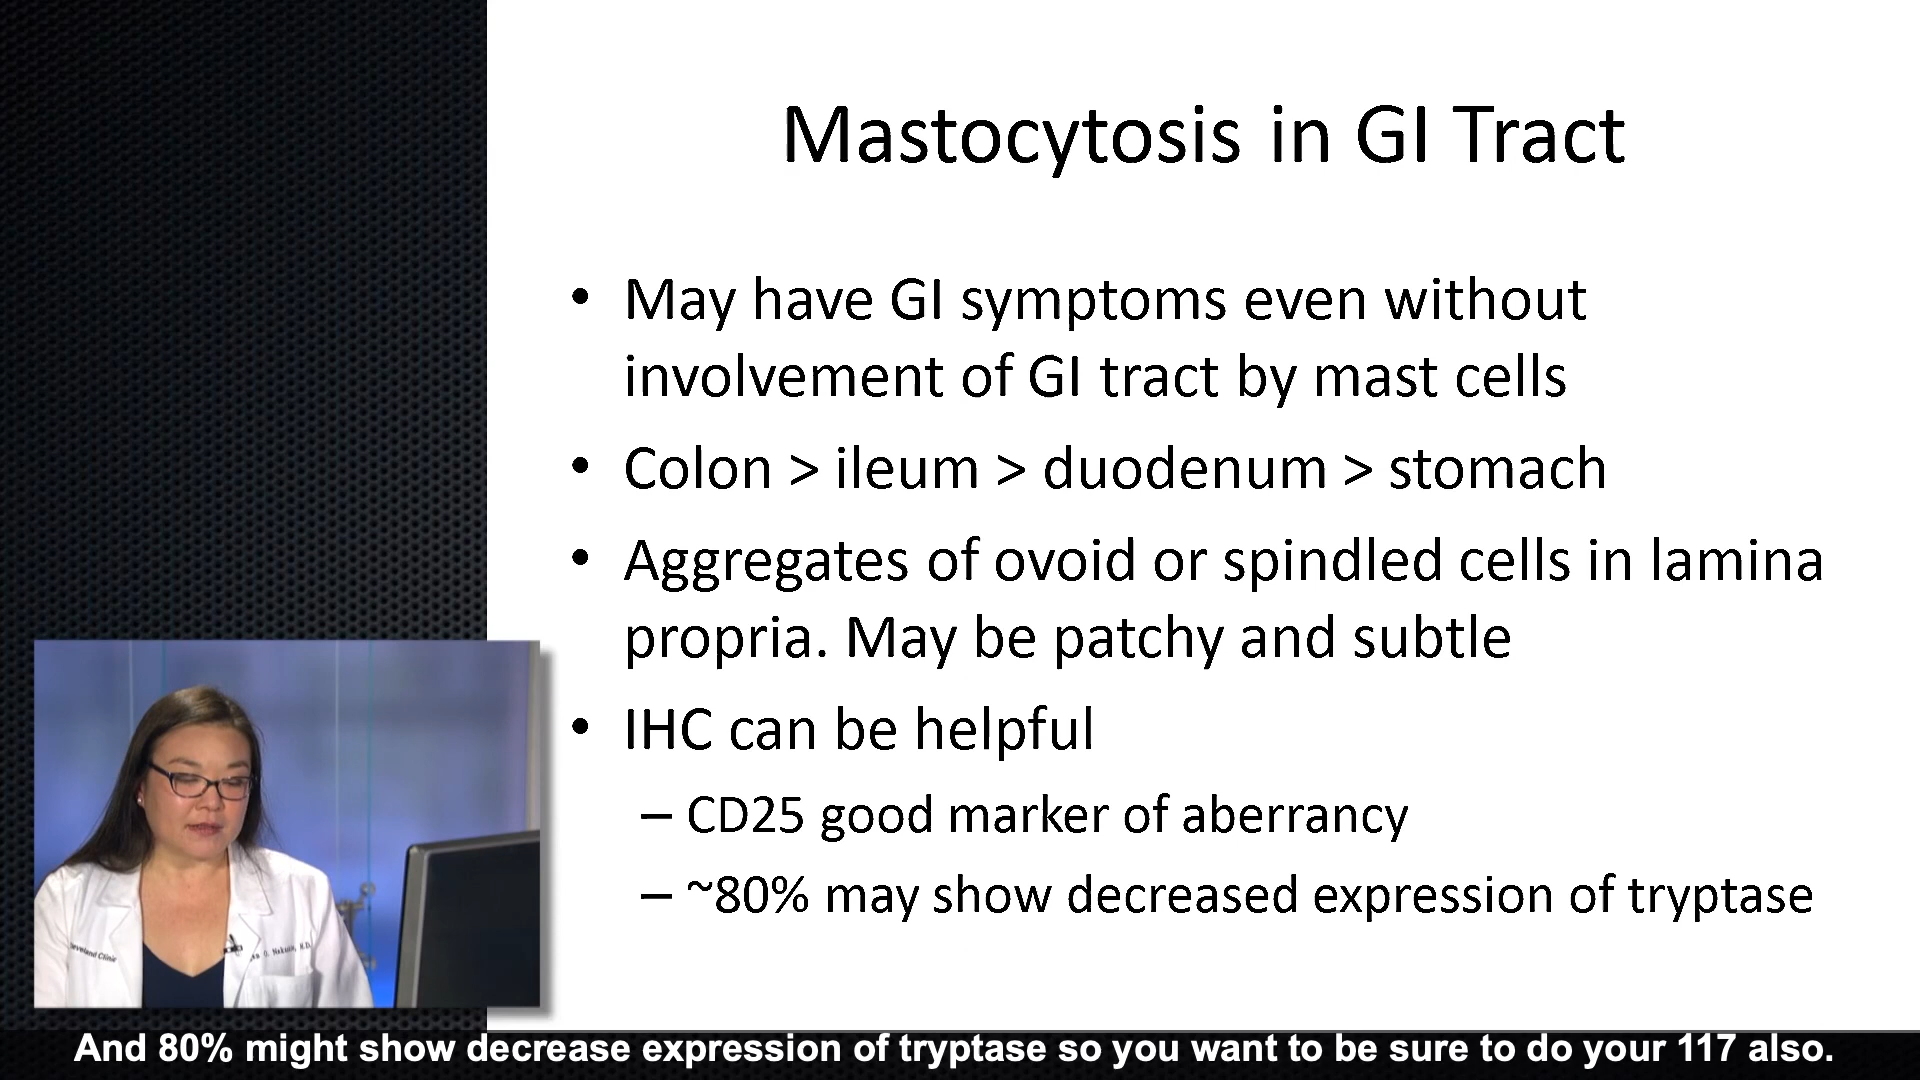 Mastocytosis in GI Tract
• May have GI symptoms even without
involvement of GI tract by mast cells
• Colon > ileum > duodenum > stomach
• Aggregates of ovoid or spindled cells in lamina
propria. May be patchy and subtle
• IHC can be helpful
– CD25 good marker of aberrancy
– ~80% may show decreased expression of tryptase
Cleveland Clinic
And 80% might show decrease expression of tryptase so you want to be sure to do your 117 also.